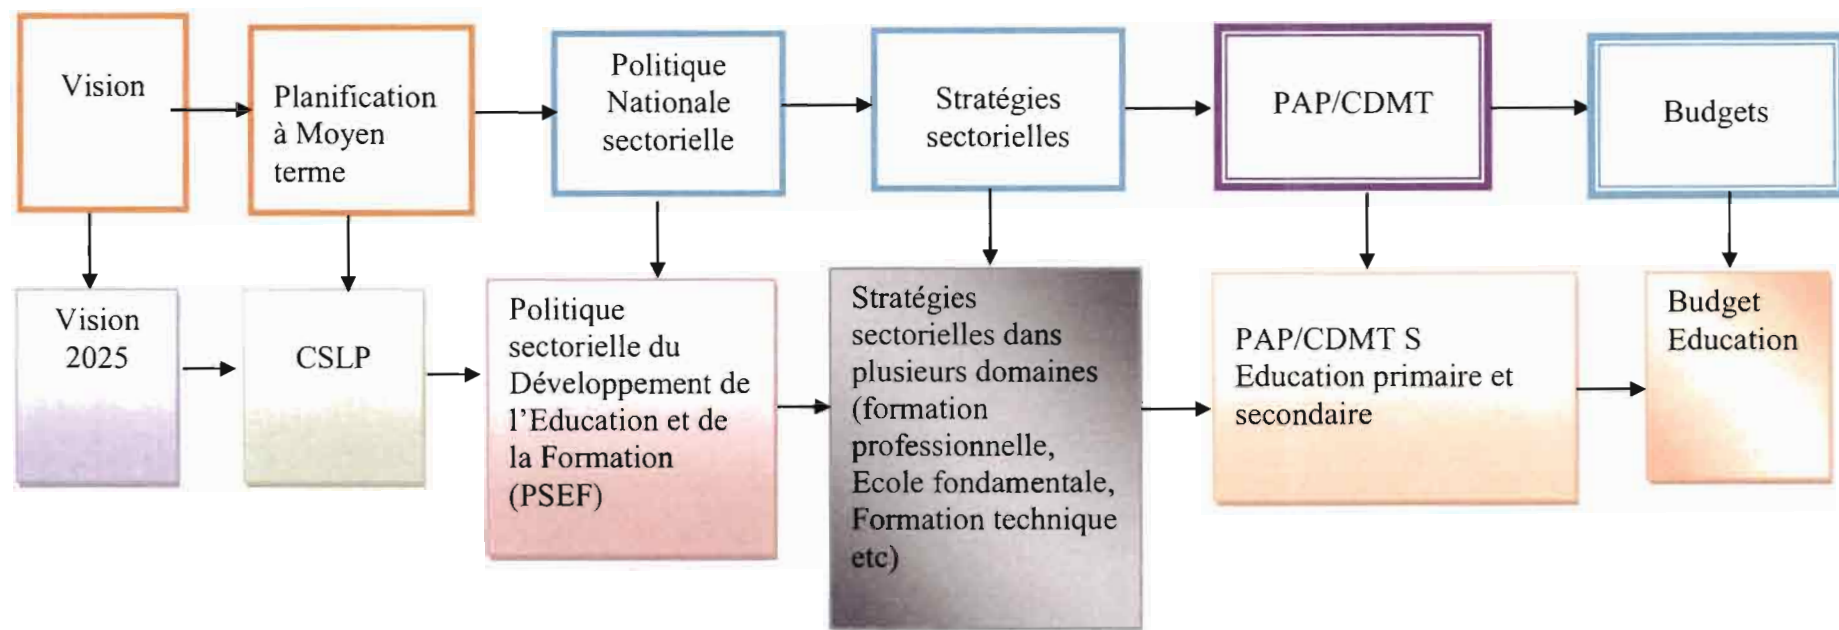 Vision
Planification
à Moyen
terme
Politique
Nationale
sectorielle
Stratégies
sectorielles
PAP/CDMT
Budgets
Vision
2025
CSLP
Politique
sectorielle du
Développement de
l'Education et de
la Formation
(PSEF)
Stratégies
sectorielles dans
plusieurs domaines
(formation
professionnelle,
Ecole fondamentale,
Formation technique
etc)
PAP/CDMT S
Education primaire et
secondaire
Budget
Education